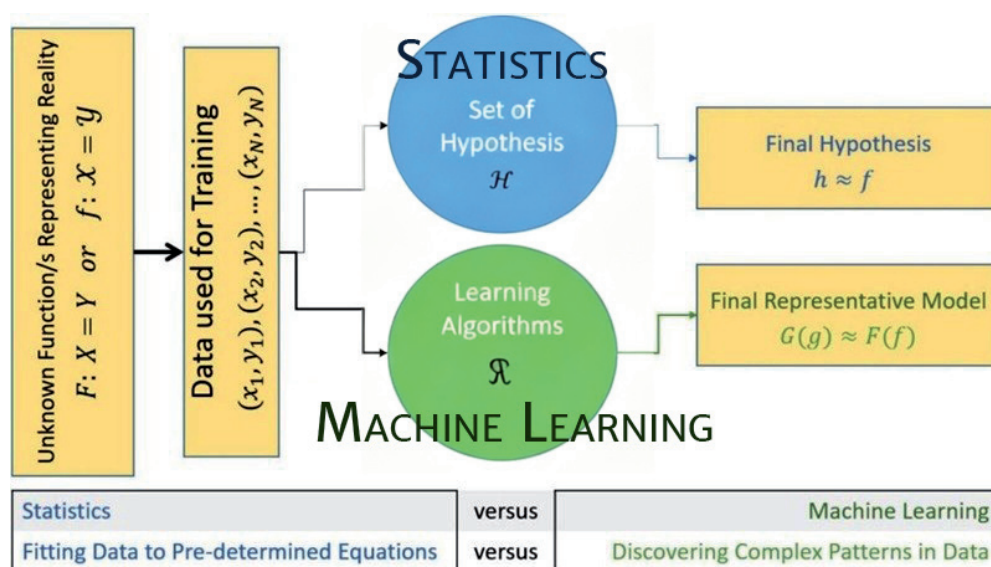 Unknown Function/s Representing Reality
F: X = Y or f: 𝒳 = 𝒴
Data used for Training
(x₁, y₁), (x₂, y₂), ..., (x_N, y_N)
STATISTICS
Set of
Hypothesis
ℋ
Final Hypothesis
h ≈ f
Learning
Algorithms
ℜ
MACHINE LEARNING
Final Representative Model
G(g) ≈ F(f)
Statistics versus Machine Learning
Fitting Data to Pre-determined Equations versus Discovering Complex Patterns in Data